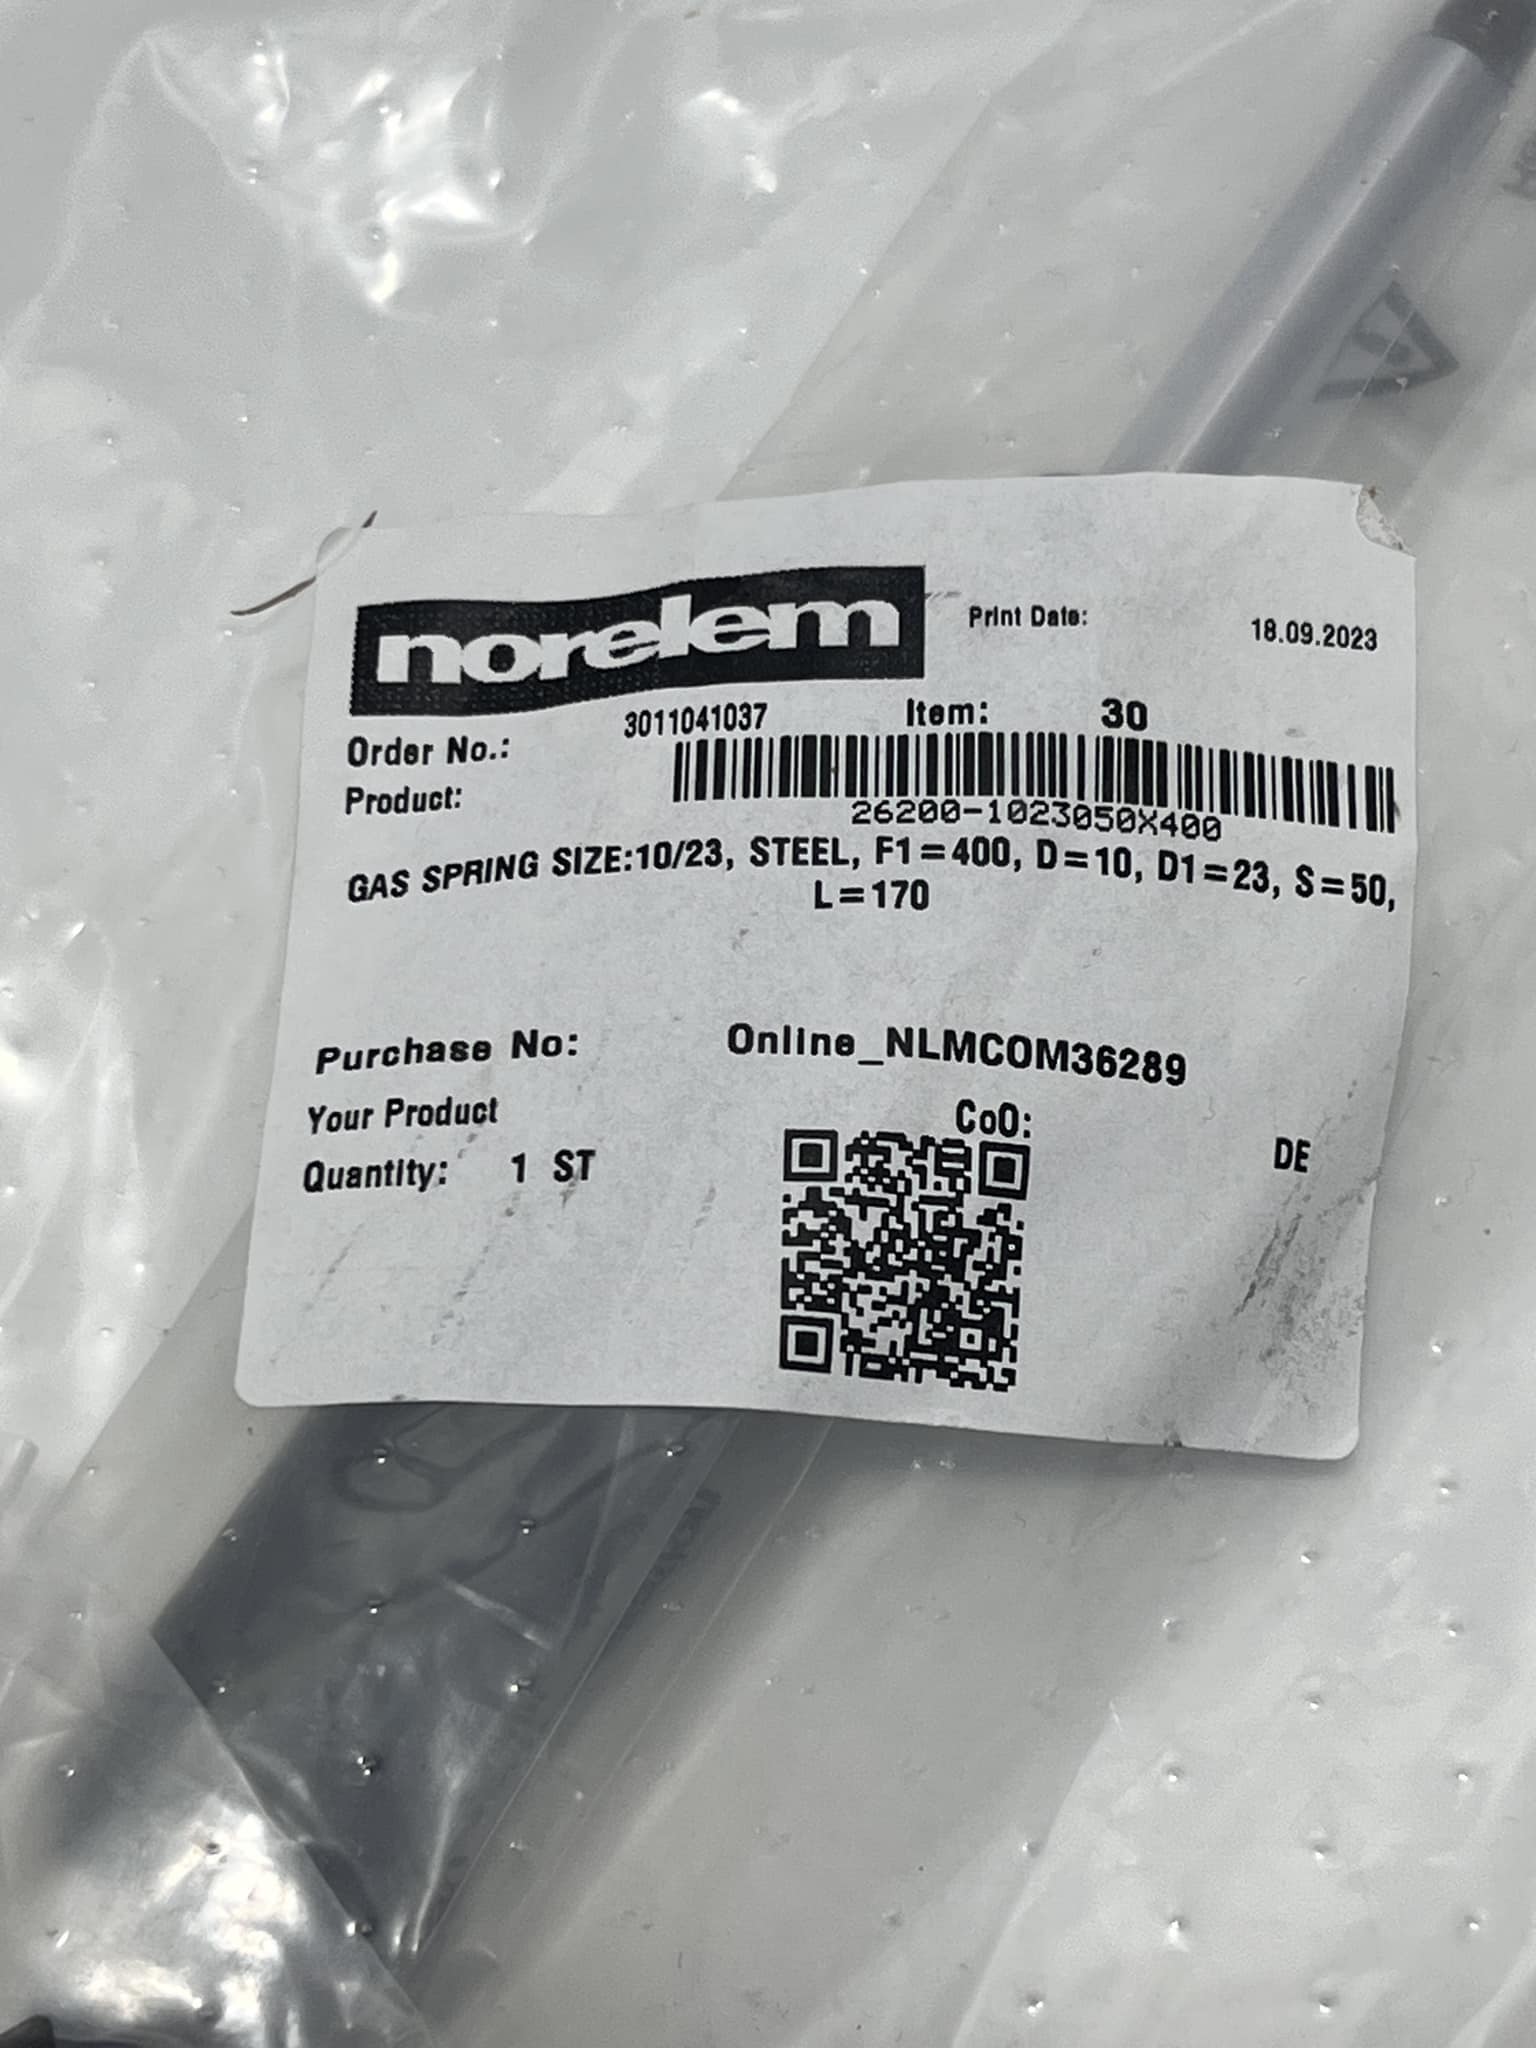 norelem
Print Date: 18.09.2023
3011041037 Item: 30
Order No.:
Product:
26200-1023050X400
GAS SPRING SIZE:10/23, STEEL, F1=400, D=10, D1=23, S=50,
L=170
Purchase No: Online_NLMCOM36289
Your Product
CoO: DE
Quantity: 1 ST